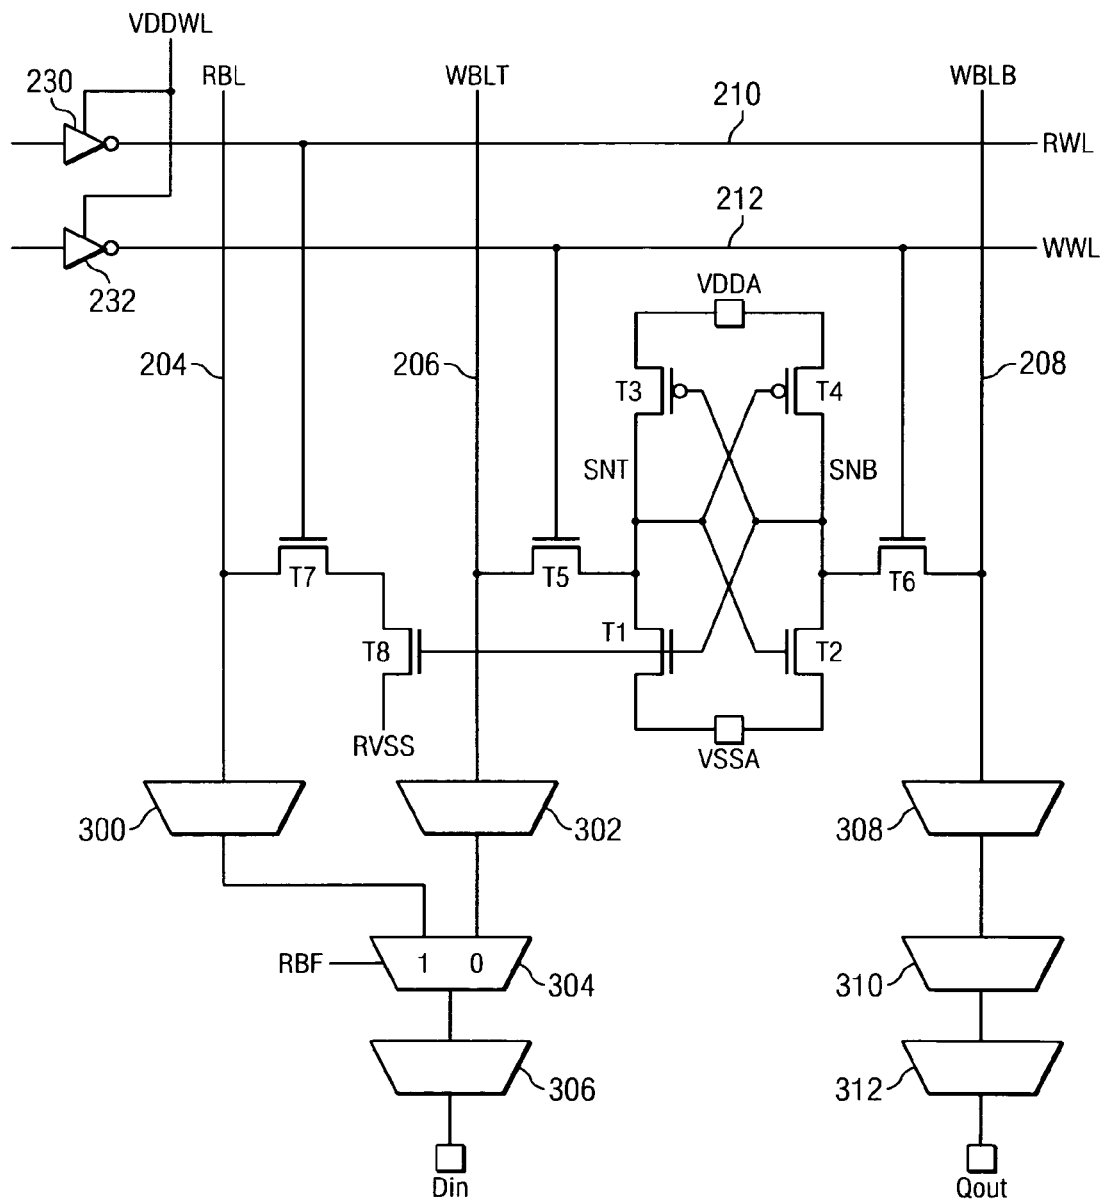 VDDWL
230
RBL
WBLT
WBLB
210
RWL
212
WWL
232
VDDA
204
206
208
T3
T4
SNT
SNB
T7
T5
T6
T1
T8
T2
RVSS
VSSA
300
302
308
RBF
1 0
304
310
306
312
Din
Qout